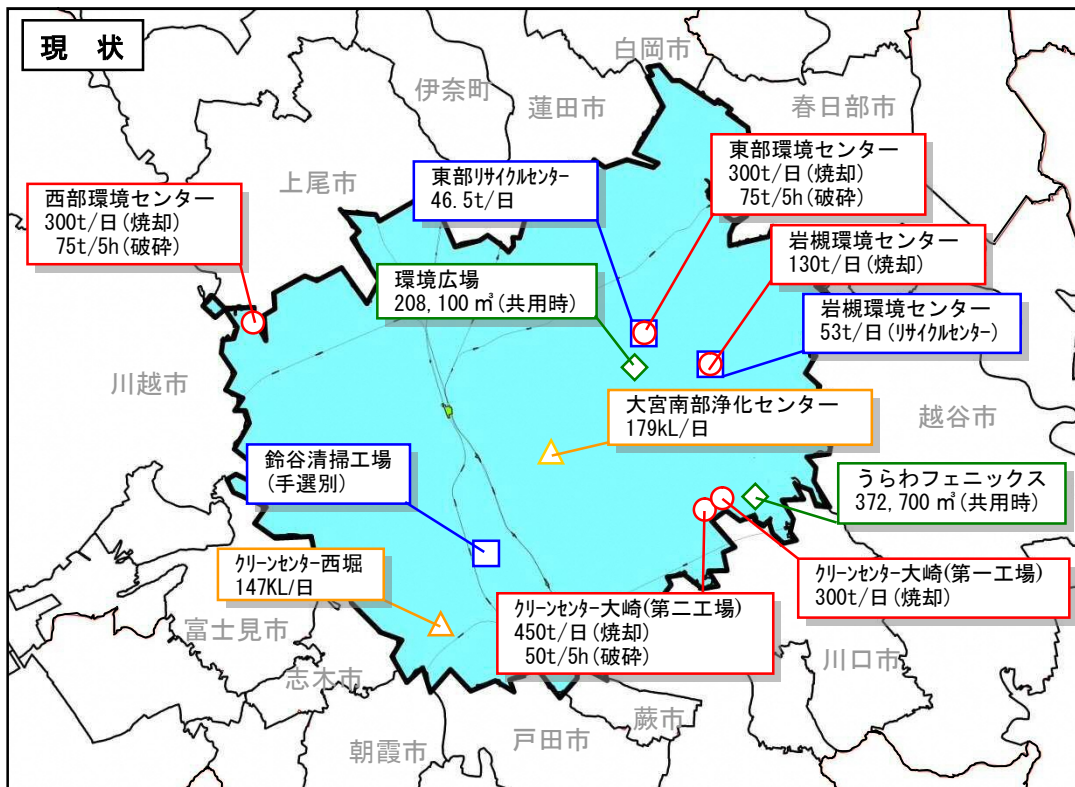 現 状
白岡市
伊奈町
蓮田市
春日部市
上尾市
東部リサイクルセンター
46.5t/日
東部環境センター
300t/日(焼却)
75t/5h(破砕)
西部環境センター
300t/日(焼却)
75t/5h(破砕)
岩槻環境センター
130t/日(焼却)
環境広場
208,100㎡(共用時)
岩槻環境センター
53t/日(リサイクルセンター)
川越市
大宮南部浄化センター
179kL/日
越谷市
鈴谷清掃工場
(手選別)
うらわフェニックス
372,700㎡(共用時)
クリーンセンター西堀
147KL/日
クリーンセンター大崎(第二工場)
450t/日(焼却)
50t/5h(破砕)
クリーンセンター大崎(第一工場)
300t/日(焼却)
富士見市
志木市
川口市
蕨市
戸田市
朝霞市